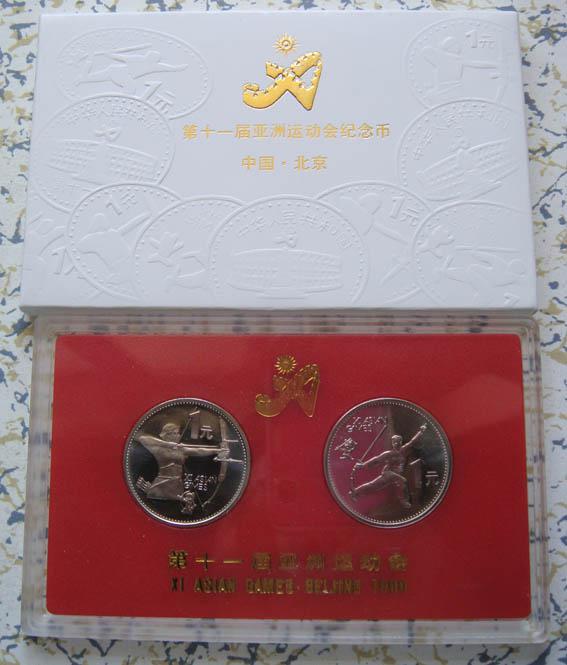 第十一届亚洲运动会纪念币
中国·北京
1元
1元
第十一届亚洲运动会
XI ASIAN GAMES·BEIJING 1990